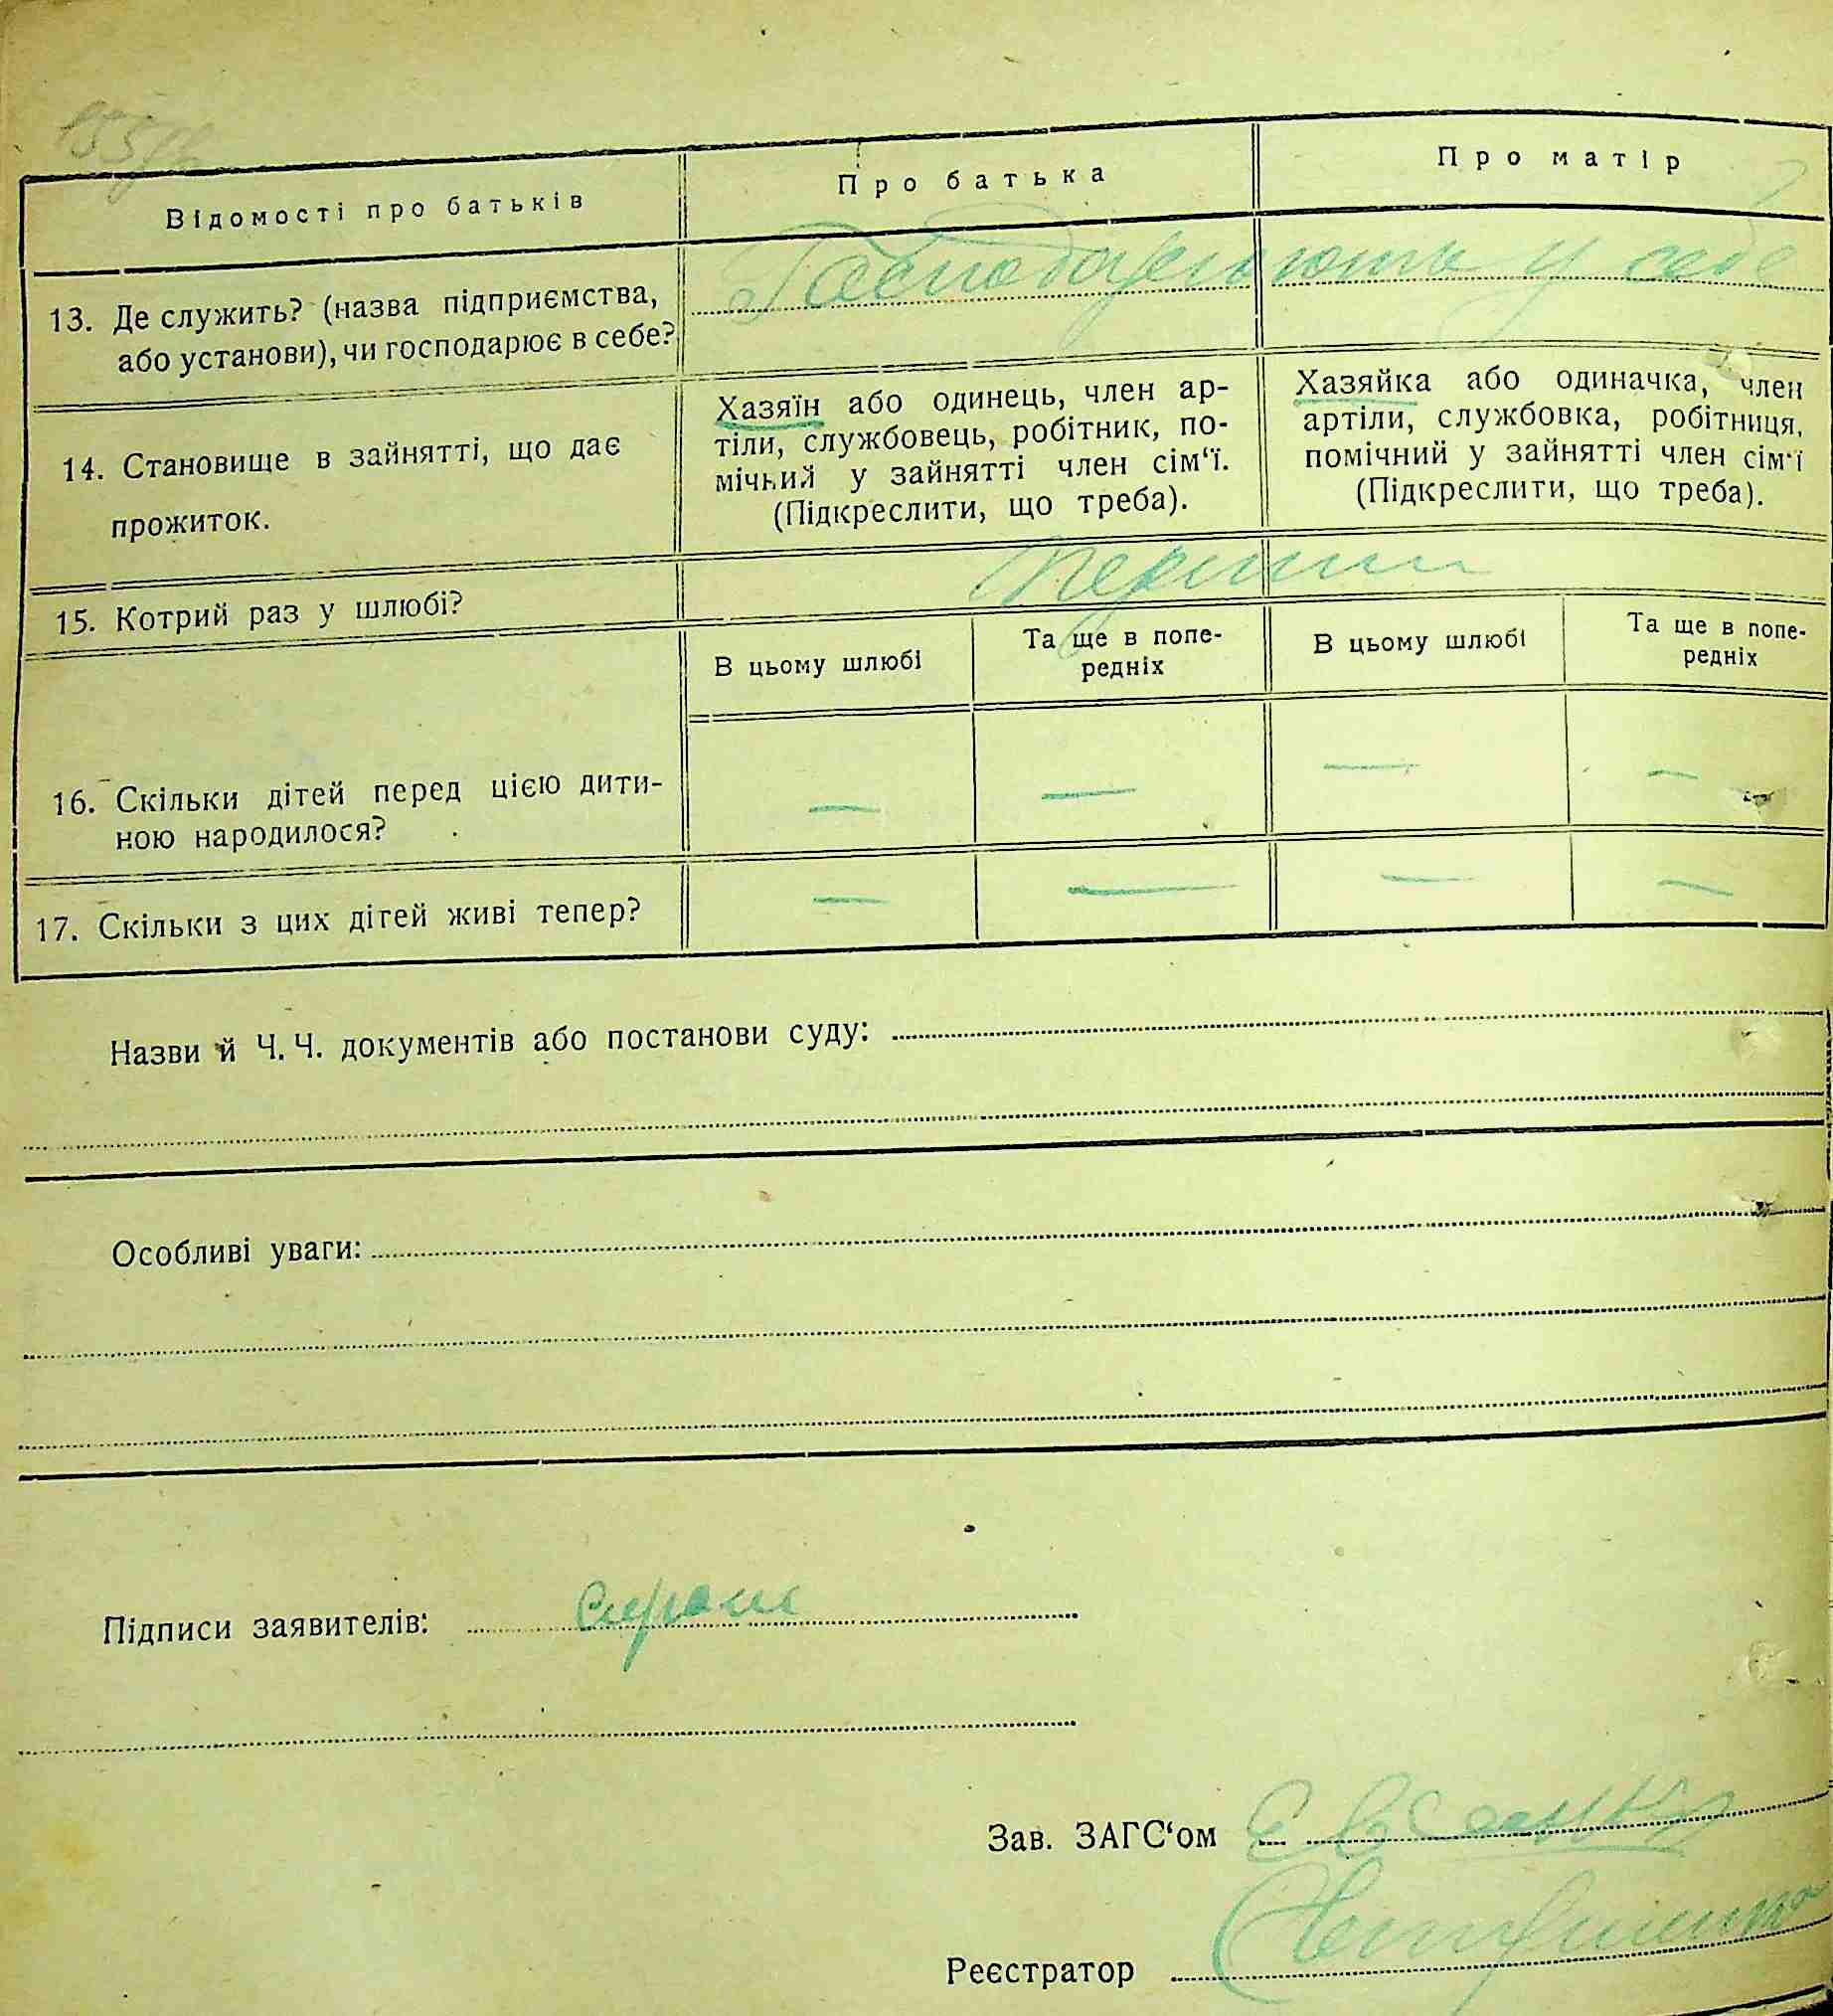 Відомості про батьків
Про батька
Про матір
13. Де служить? (назва підприємства,
або установи), чи господарює в себе?
Господарюють у себе
14. Становище в зайнятті, що дає
прожиток.
Хазяїн або одинець, член ар-
тіли, службовець, робітник, по-
мічний у зайнятті член сім‘ї.
(Підкреслити, що треба).
Хазяйка або одиначка, член
артіли, службовка, робітниця,
помічний у зайнятті член сім‘ї
(Підкреслити, що треба).
15. Котрий раз у шлюбі?
Перший
В цьому шлюбі
Та ще в попе-
редніх
В цьому шлюбі
Та ще в попе-
редніх
16. Скільки дітей перед цією дити-
ною народилося?
— — — —
17. Скільки з цих дітей живі тепер?
— — — —
Назви й Ч. Ч. документів або постанови суду:
Особливі уваги:
Підписи заявителів:
Зав. ЗАГС‘ом
Реєстратор